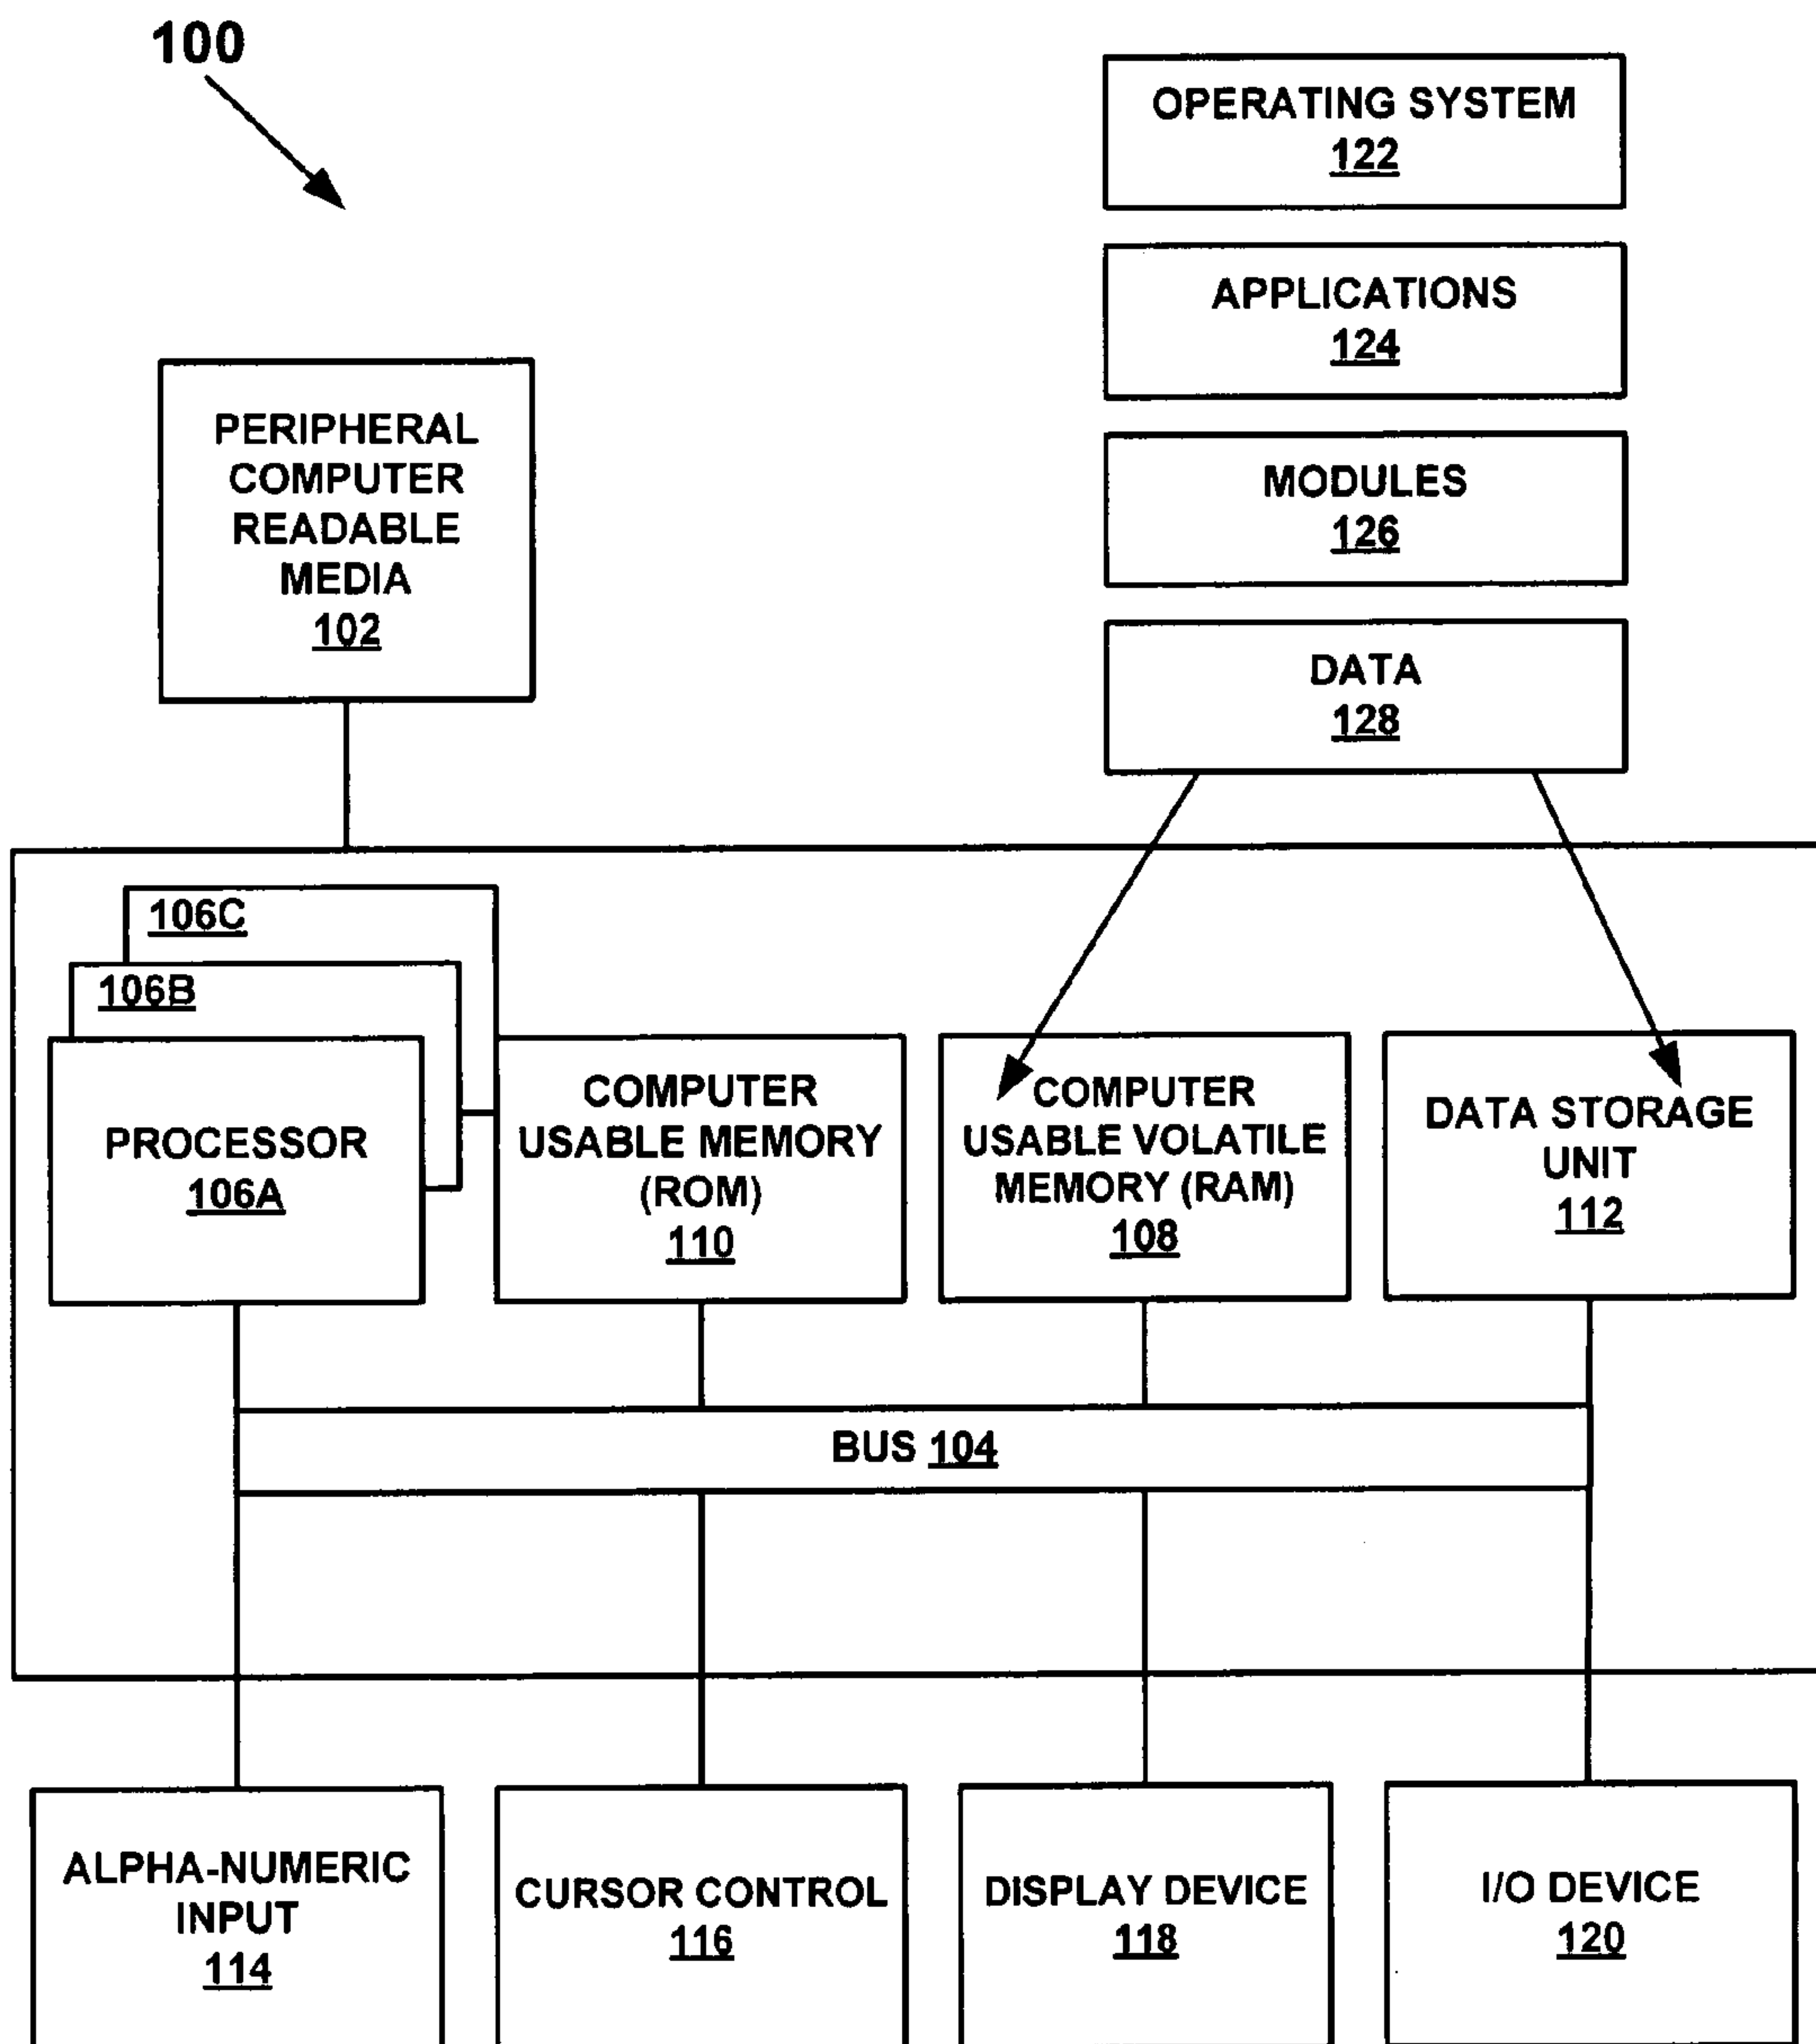 100
OPERATING SYSTEM
122
APPLICATIONS
124
PERIPHERAL
COMPUTER
READABLE
MEDIA
102
MODULES
126
DATA
128
106C
106B
PROCESSOR
106A
COMPUTER
USABLE MEMORY
(ROM)
110
COMPUTER
USABLE VOLATILE
MEMORY (RAM)
108
DATA STORAGE
UNIT
112
BUS 104
ALPHA-NUMERIC
INPUT
114
CURSOR CONTROL
116
DISPLAY DEVICE
118
I/O DEVICE
120